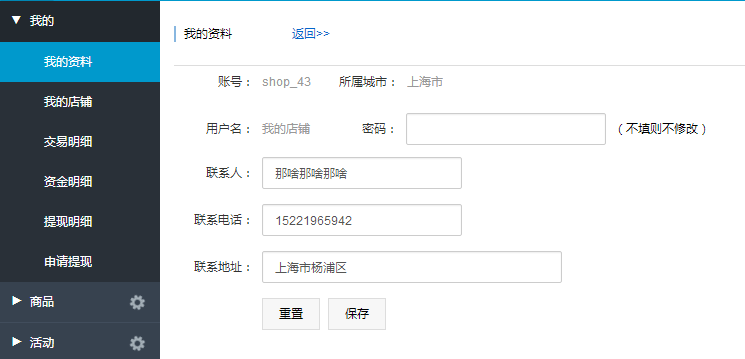 我的
我的资料
我的店铺
交易明细
资金明细
提现明细
申请提现
商品
活动
我的资料 返回>>
账号： shop_43 所属城市： 上海市
用户名： 我的店铺 密码： （不填则不修改）
联系人： 那啥那啥那啥
联系电话： 15221965942
联系地址： 上海市杨浦区
重置 保存